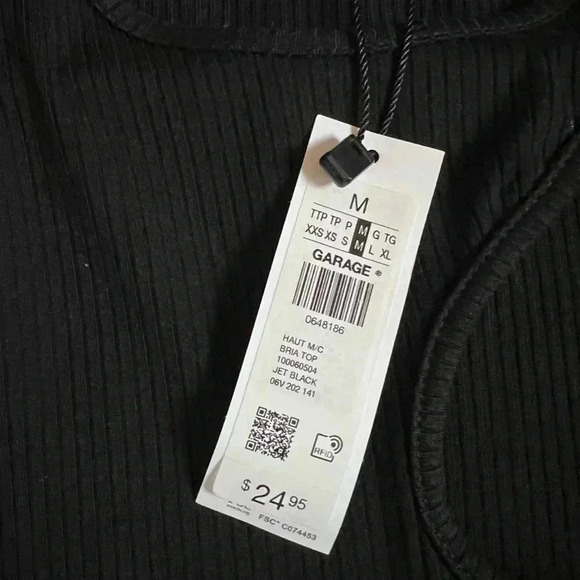 M
TTP TP P M G TG
XXS XS S M L XL
GARAGE ®
0648186
HAUT M/C
BRIA TOP
100060504
JET BLACK
06V 202 141
RFID
$ 24 95
FSC™ C074453